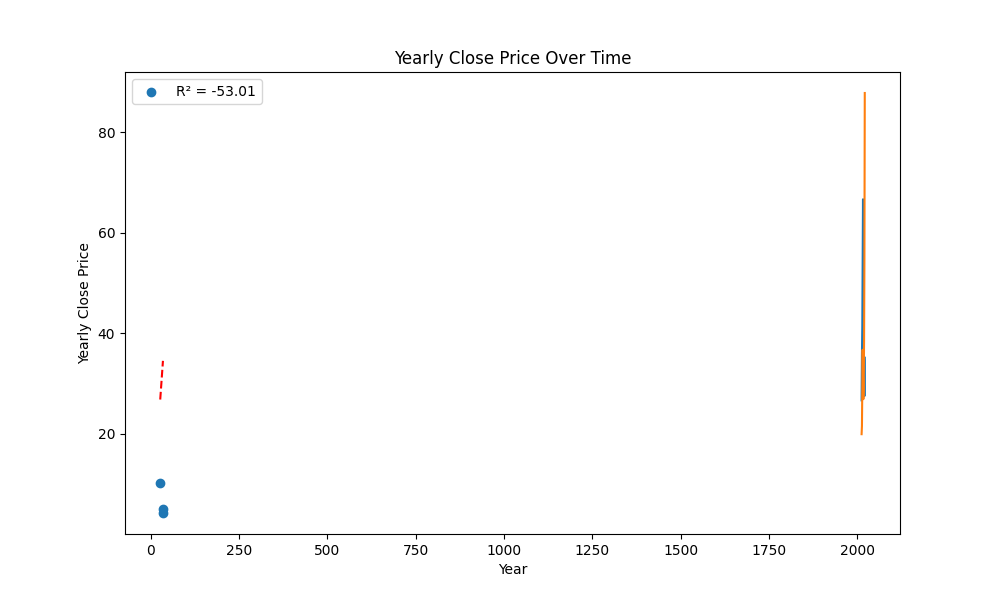 Yearly Close Price Over Time
R² = -53.01
Yearly Close Price
80
60
40
20
0 250 500 750 1000 1250 1500 1750 2000
Year